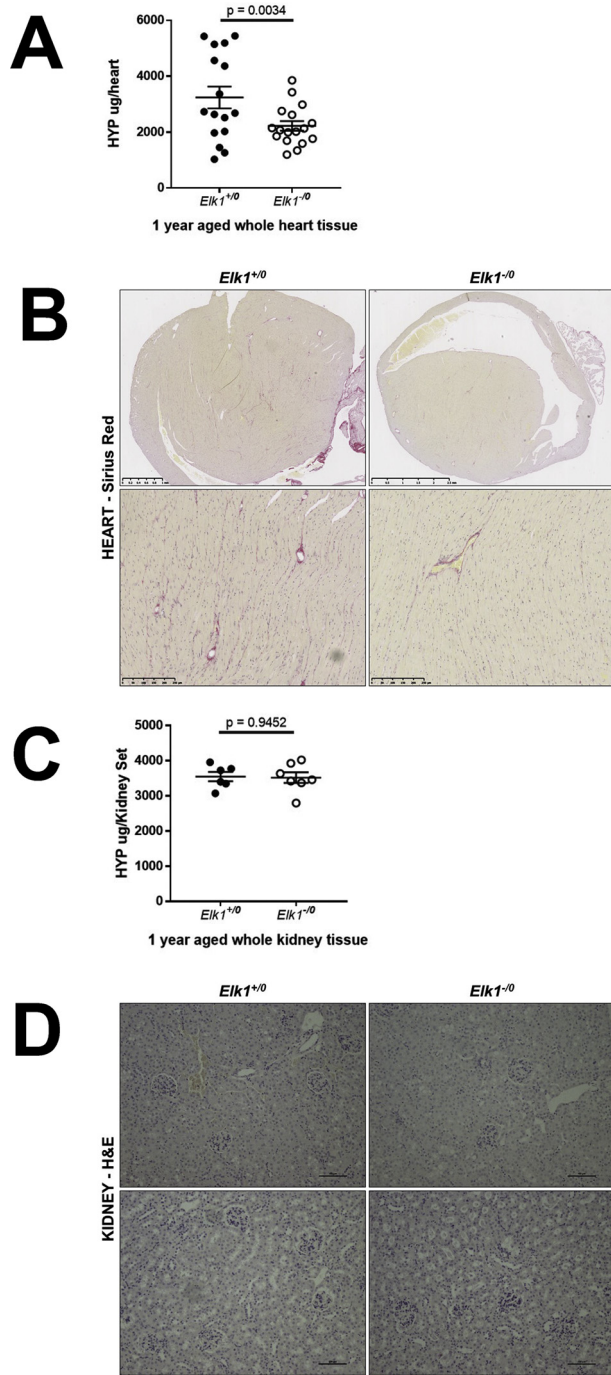 A
p = 0.0034
6000
4000
2000
0
HYP ug/heart
Elk1+/0 Elk1-/0
1 year aged whole heart tissue
B
Elk1+/0 Elk1-/0
HEART - Sirius Red
C
p = 0.9452
5000
4000
3000
2000
1000
0
HYP ug/Kidney Set
Elk1+/0 Elk1-/0
1 year aged whole kidney tissue
D
Elk1+/0 Elk1-/0
KIDNEY - H&E